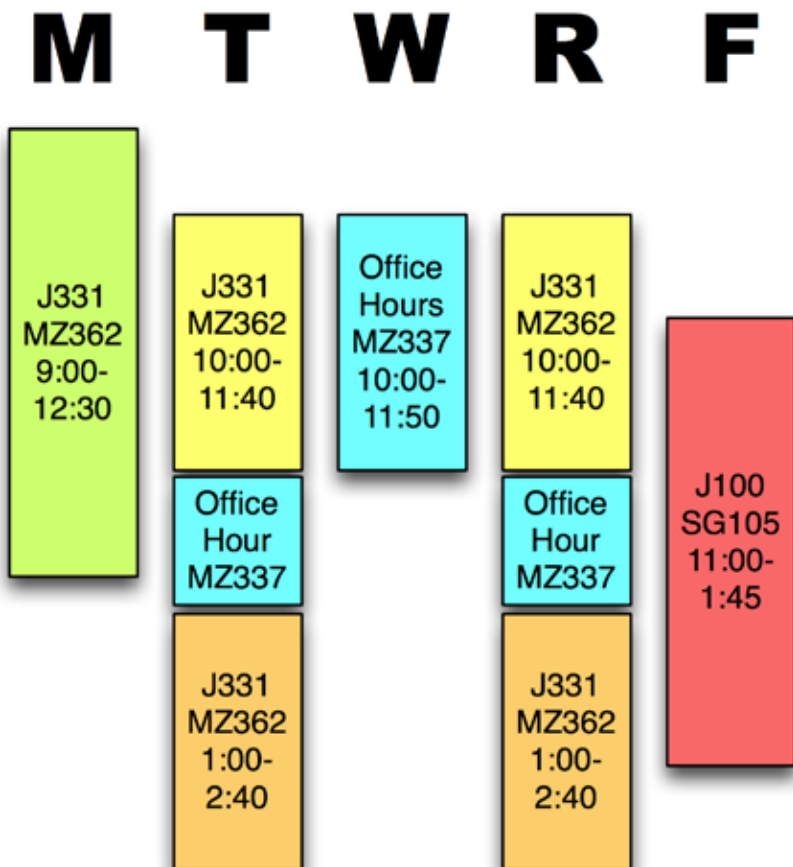 M T W R F
J331
MZ362
9:00-
12:30
J331
MZ362
10:00-
11:40
Office
Hour
MZ337
J331
MZ362
1:00-
2:40
Office
Hours
MZ337
10:00-
11:50
J331
MZ362
10:00-
11:40
Office
Hour
MZ337
J331
MZ362
1:00-
2:40
J100
SG105
11:00-
1:45